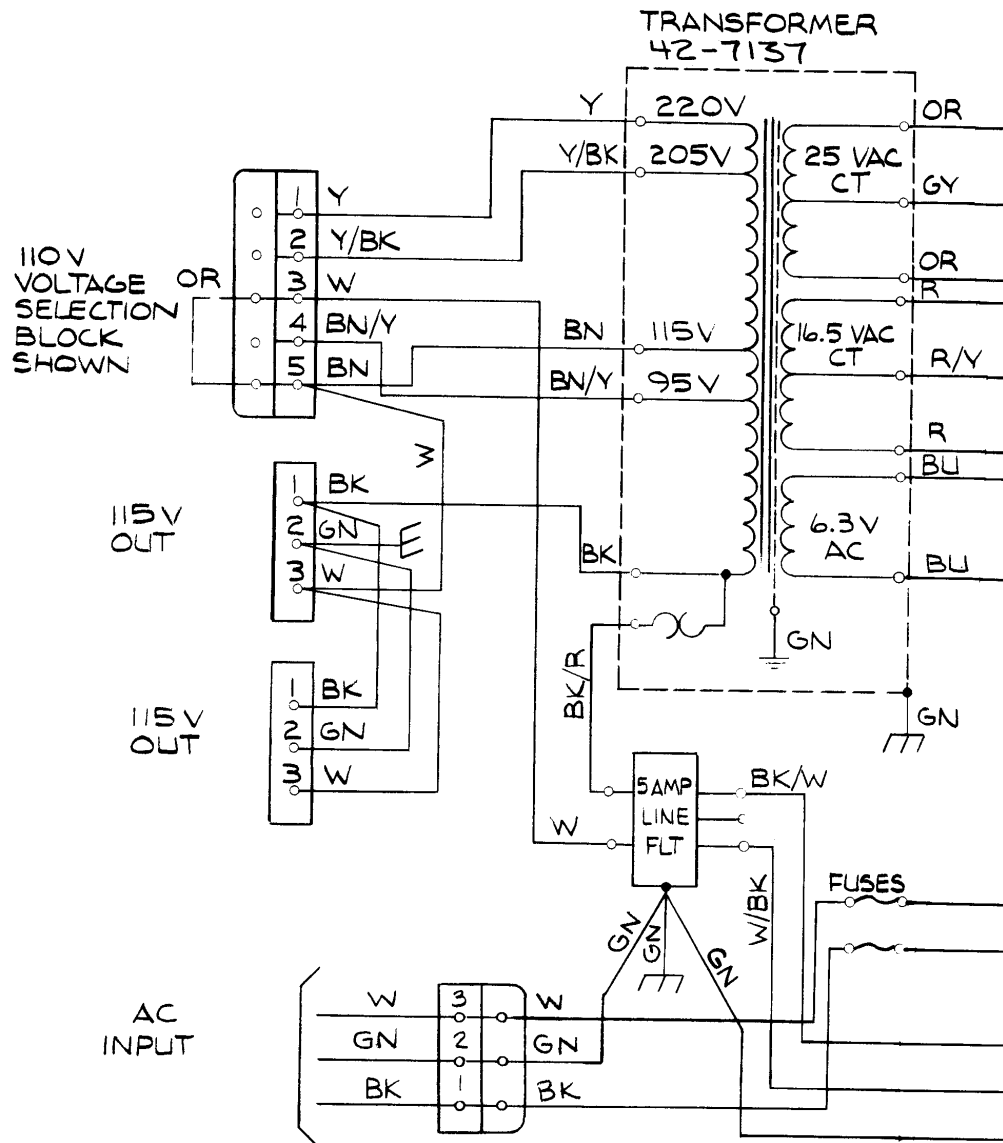 TRANSFORMER
42-7137
Y
220V
OR
Y/BK
205V
25 VAC
CT
GY
1
Y
2
Y/BK
110V
VOLTAGE
SELECTION
BLOCK
SHOWN
OR
3
W
OR
R
4
BN/Y
BN
115V
16.5 VAC
CT
5
BN
BN/Y
95V
R/Y
W
R
BU
115V
OUT
1
BK
2
GN
3
W
6.3V
AC
BK
BU
GN
BK/R
GN
115V
OUT
1
BK
2
GN
3
W
5 AMP
LINE
FLT
BK/W
W
W/BK
FUSES
GN
GN
GN
AC
INPUT
W
3
W
GN
2
GN
BK
1
BK